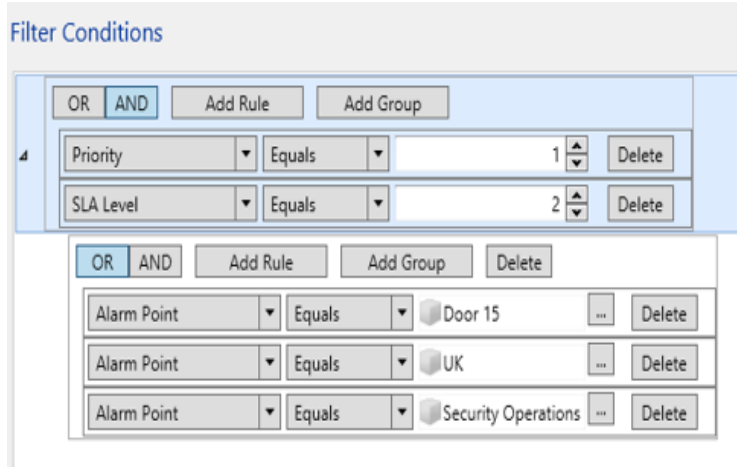 Filter Conditions
OR AND Add Rule Add Group
Priority Equals 1 Delete
SLA Level Equals 2 Delete
OR AND Add Rule Add Group Delete
Alarm Point Equals Door 15 ... Delete
Alarm Point Equals UK ... Delete
Alarm Point Equals Security Operations ... Delete